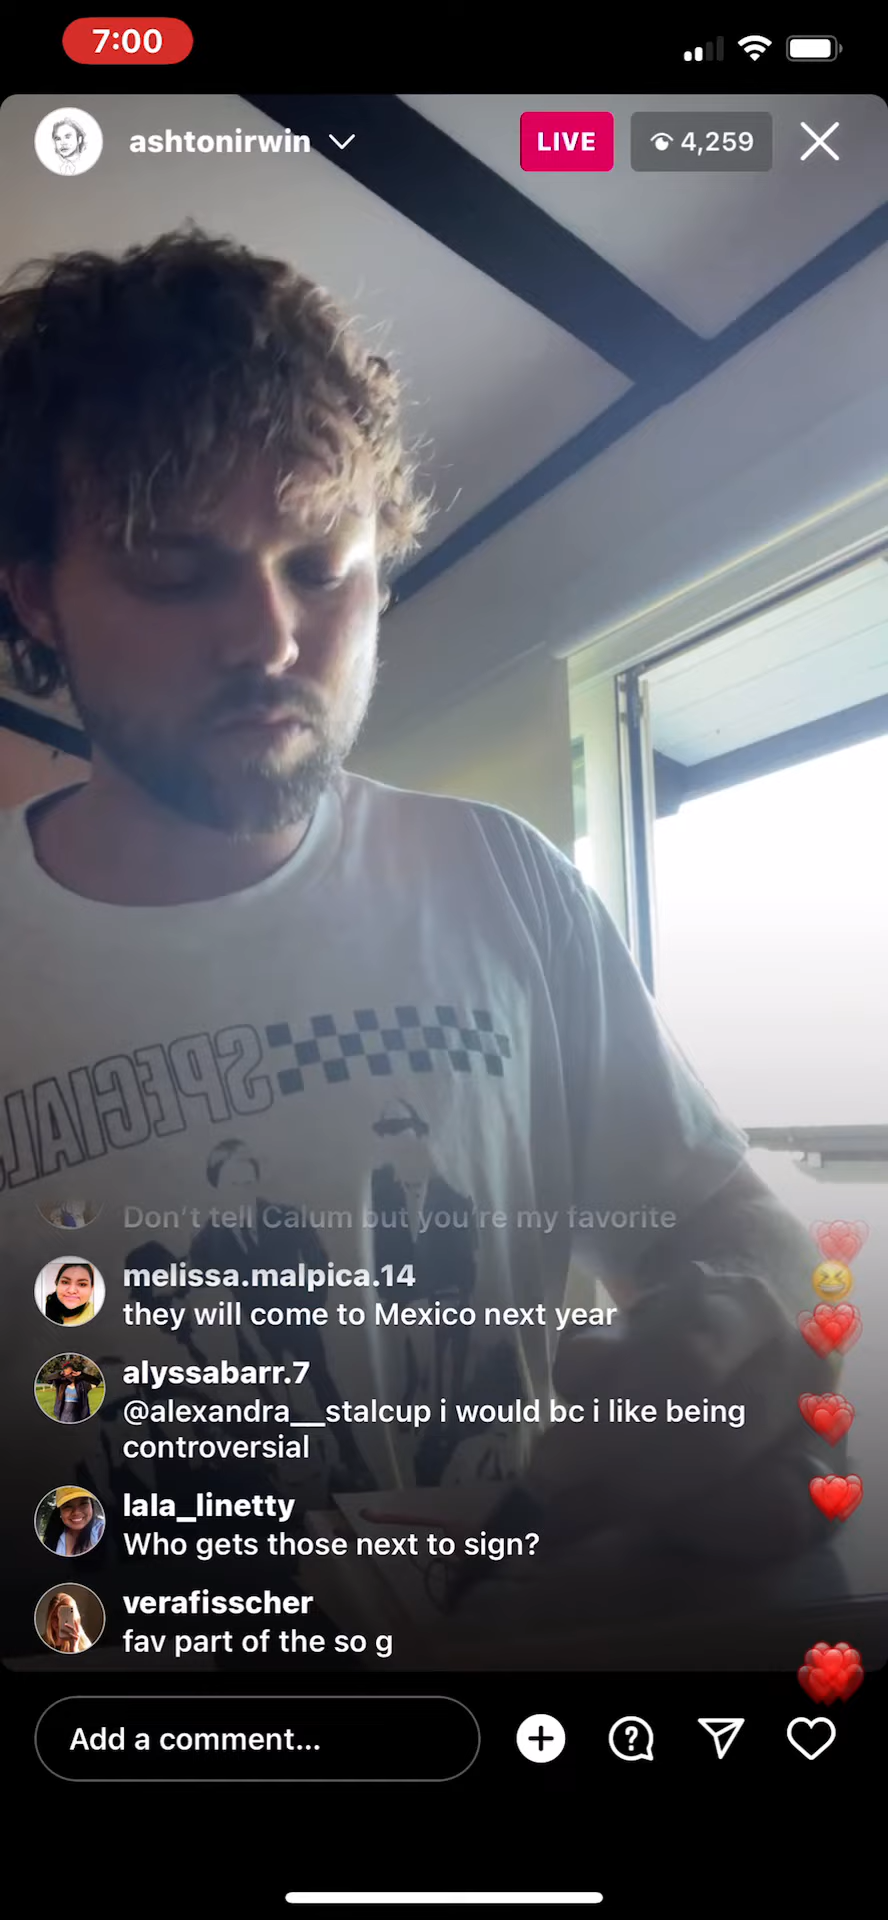 7:00
ashtonirwin
LIVE
4,259
SPECIAL
Don't tell Calum but you're my favorite
melissa.malpica.14
they will come to Mexico next year
alyssabarr.7
@alexandra__stalcup i would bc i like being
controversial
lala_linetty
Who gets those next to sign?
verafisscher
fav part of the so g
Add a comment...